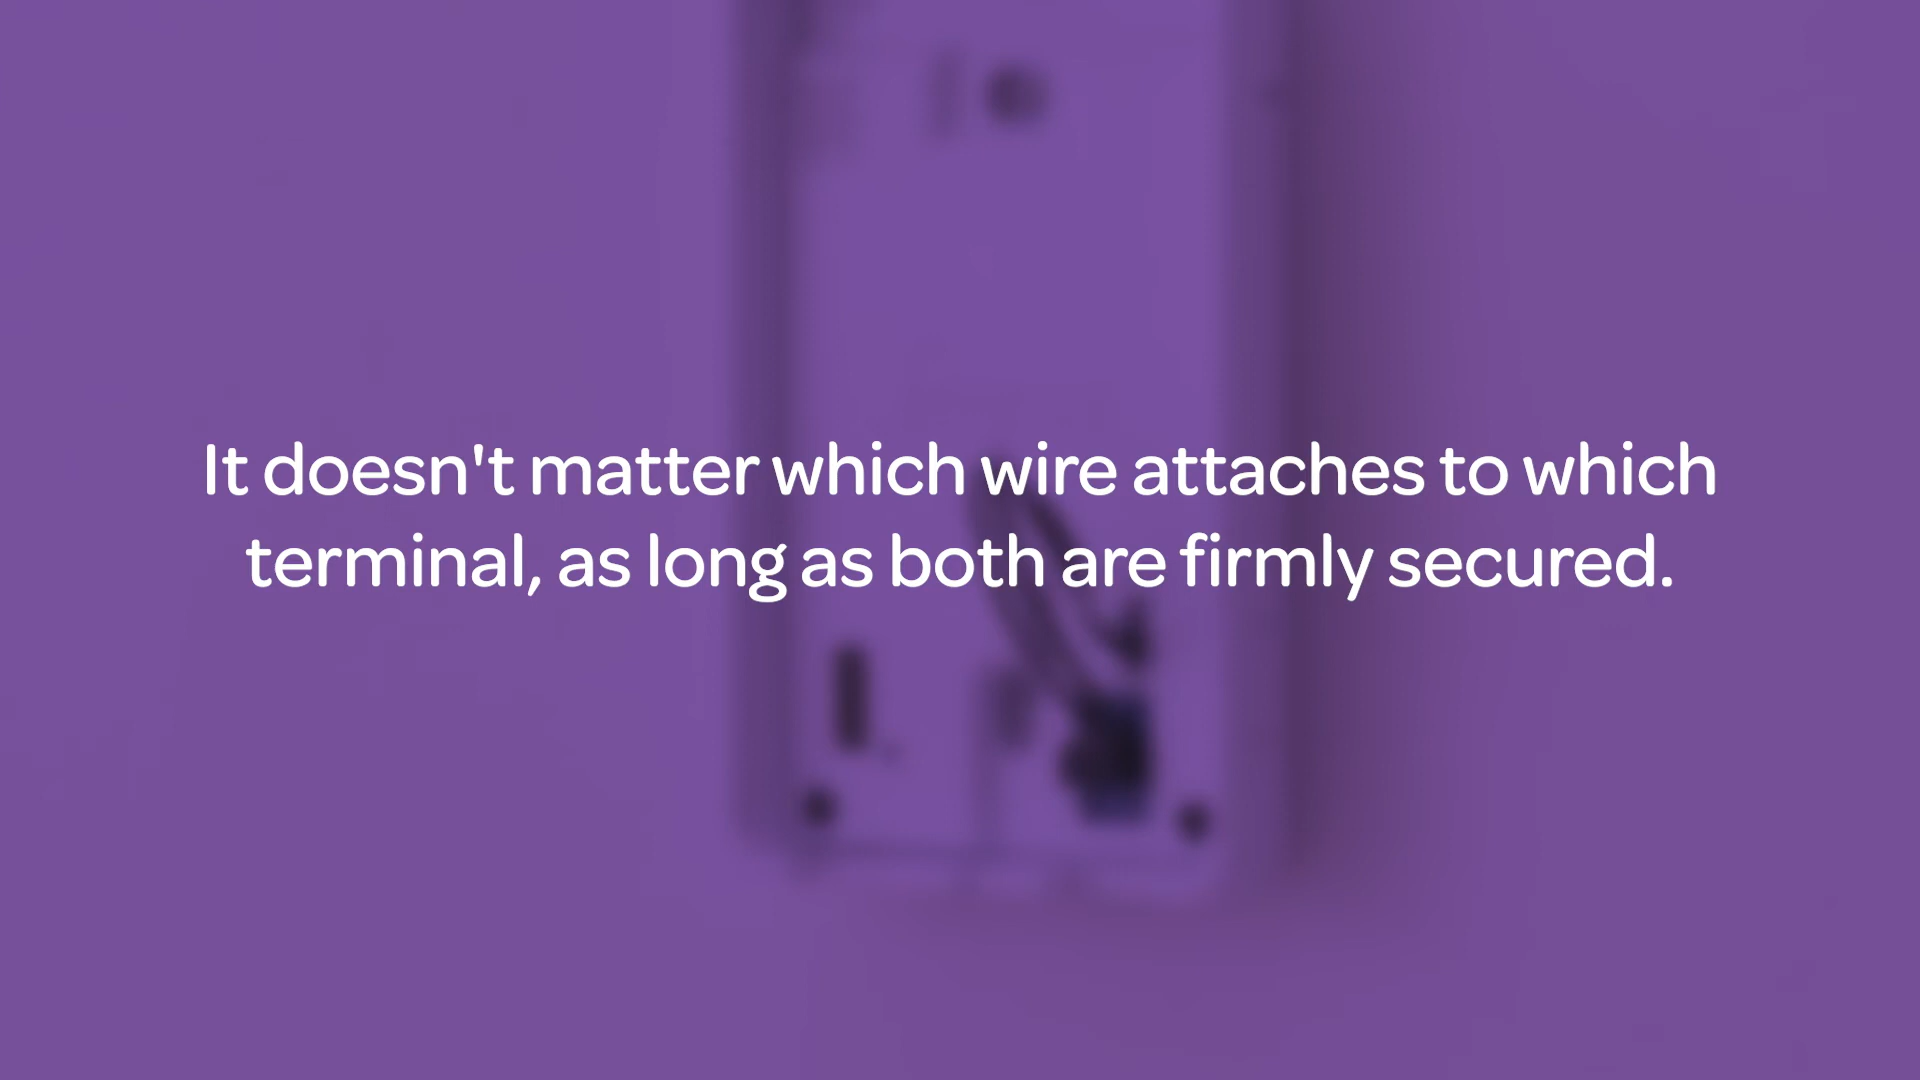 It doesn't matter which wire attaches to which
terminal, as long as both are firmly secured.